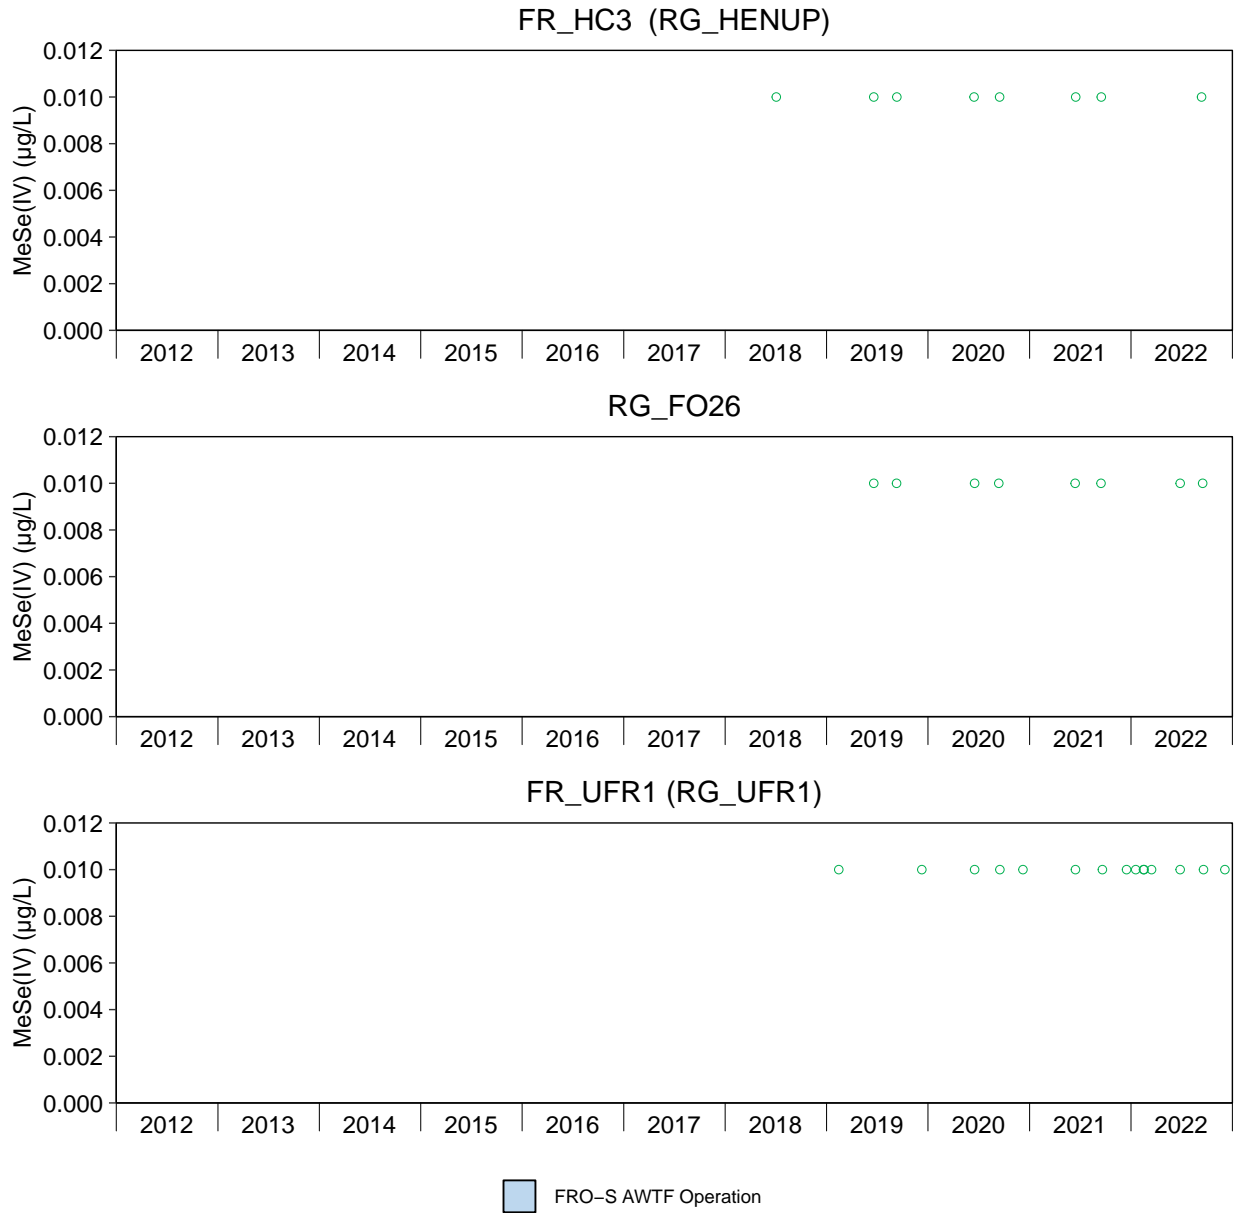 FR_HC3  (RG_HENUP)
MeSe(IV) (µg/L)
0.012
0.010
0.008
0.006
0.004
0.002
0.000
2012 2013 2014 2015 2016 2017 2018 2019 2020 2021 2022
RG_FO26
MeSe(IV) (µg/L)
0.012
0.010
0.008
0.006
0.004
0.002
0.000
2012 2013 2014 2015 2016 2017 2018 2019 2020 2021 2022
FR_UFR1 (RG_UFR1)
MeSe(IV) (µg/L)
0.012
0.010
0.008
0.006
0.004
0.002
0.000
2012 2013 2014 2015 2016 2017 2018 2019 2020 2021 2022
FRO−S AWTF Operation